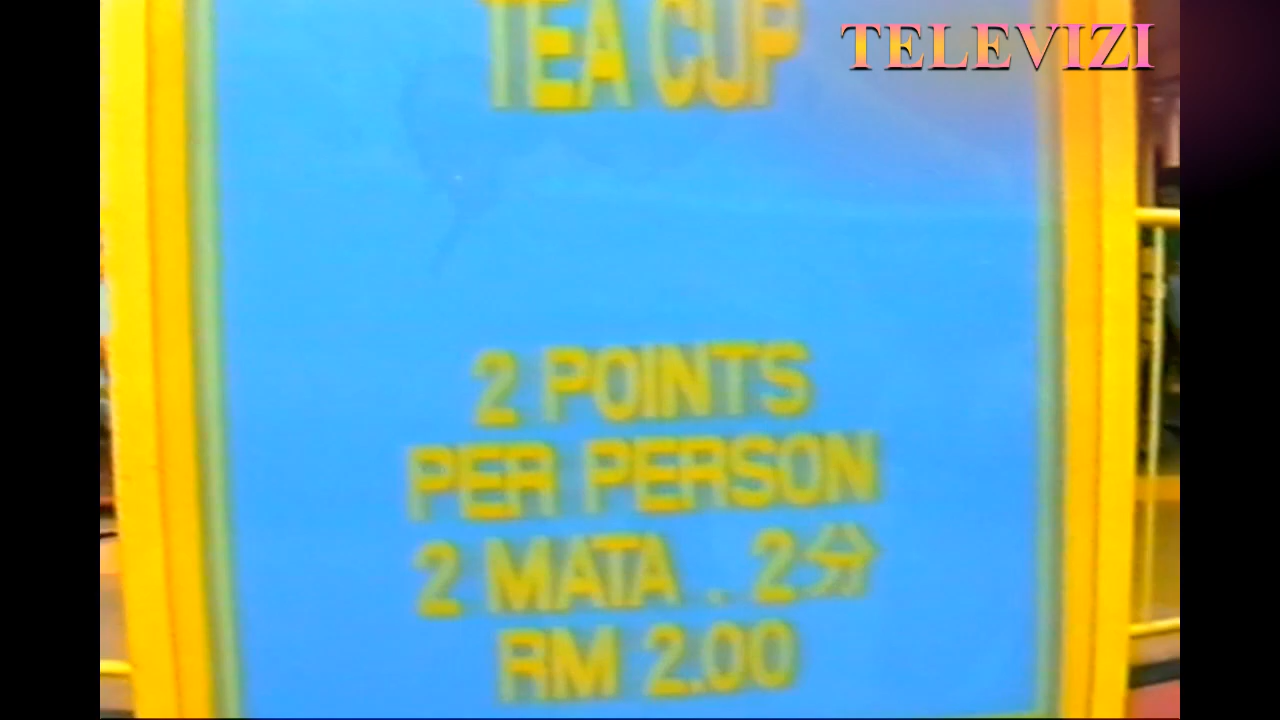 TELEVIZI
TEA CUP
2 POINTS
PER PERSON
2 MATA . 2分
RM 2.00